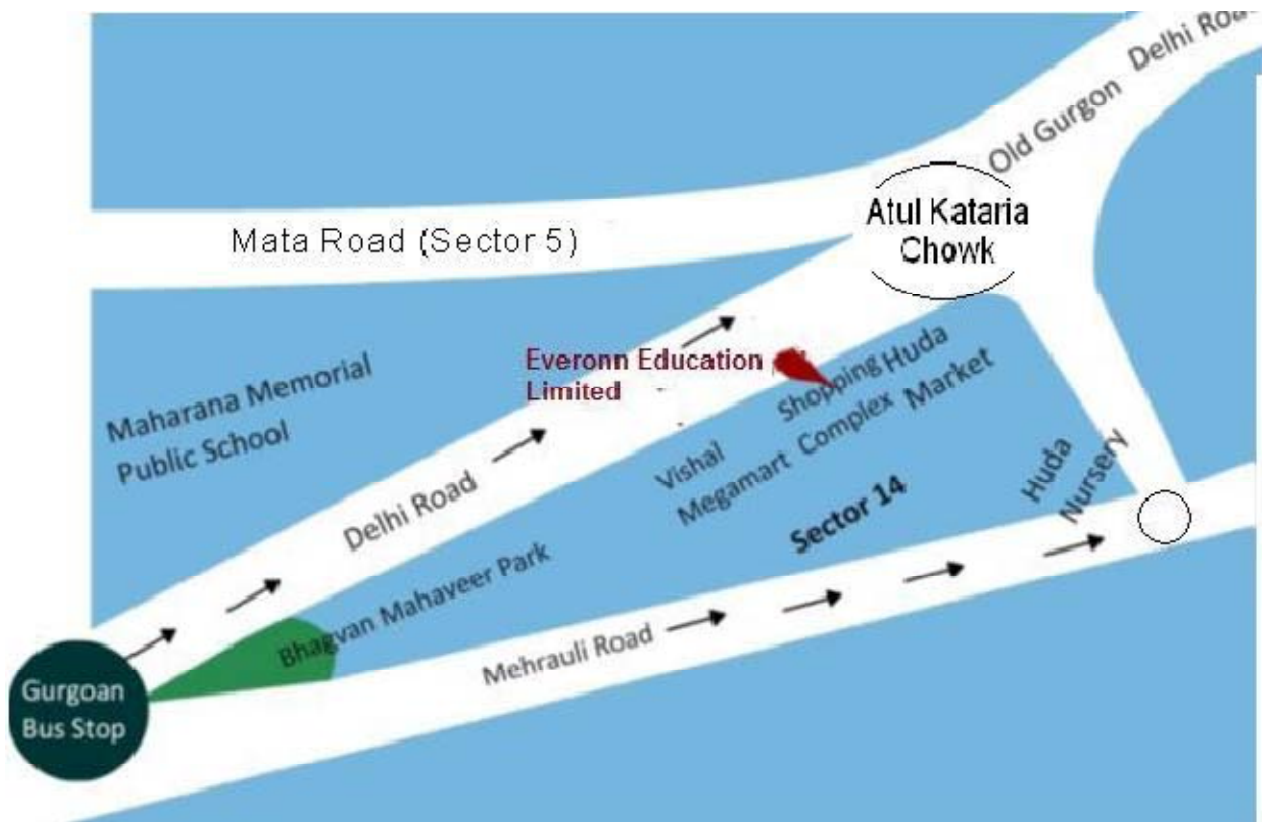 Old Gurgon Delhi Road
Atul Kataria
Chowk
Mata Road (Sector 5)
Everonn Education
Limited
Maharana Memorial
Public School
Shopping
Complex
Huda
Market
Vishal
Megamart
Delhi Road
Sector 14
Huda
Nursery
Bhagvan Mahaveer Park
Mehrauli Road
Gurgoan
Bus Stop